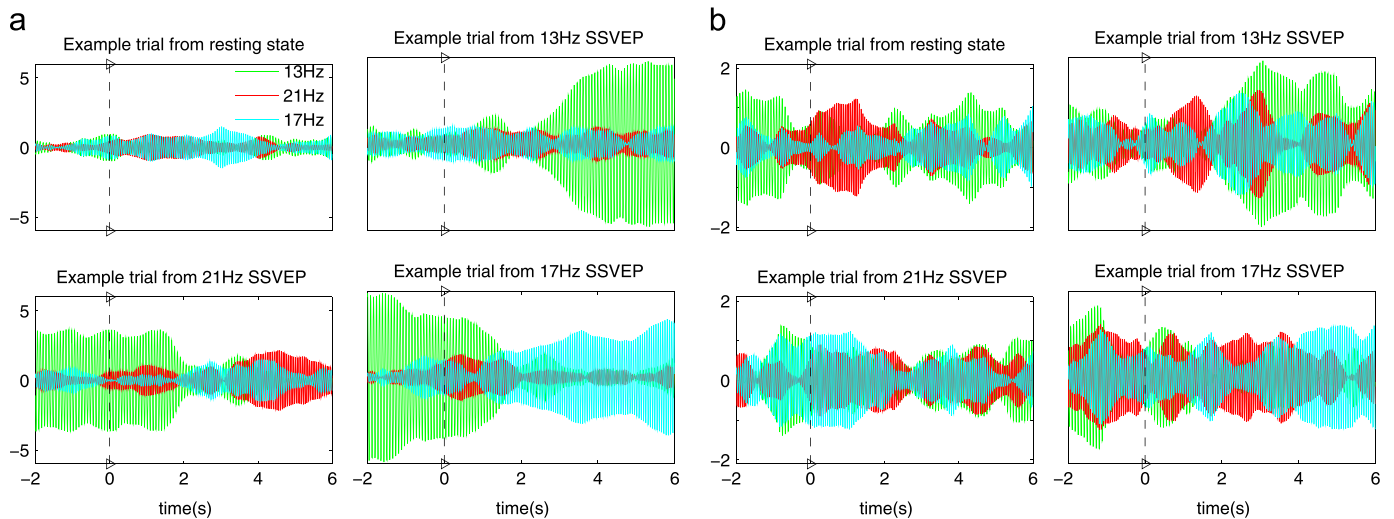 a
Example trial from resting state
5
0
−5
13Hz
21Hz
17Hz
Example trial from 13Hz SSVEP
Example trial from 21Hz SSVEP
5
0
−5
−2 0 2 4 6
time(s)
Example trial from 17Hz SSVEP
−2 0 2 4 6
time(s)
b
Example trial from resting state
2
0
−2
Example trial from 13Hz SSVEP
Example trial from 21Hz SSVEP
2
0
−2
−2 0 2 4 6
time(s)
Example trial from 17Hz SSVEP
−2 0 2 4 6
time(s)